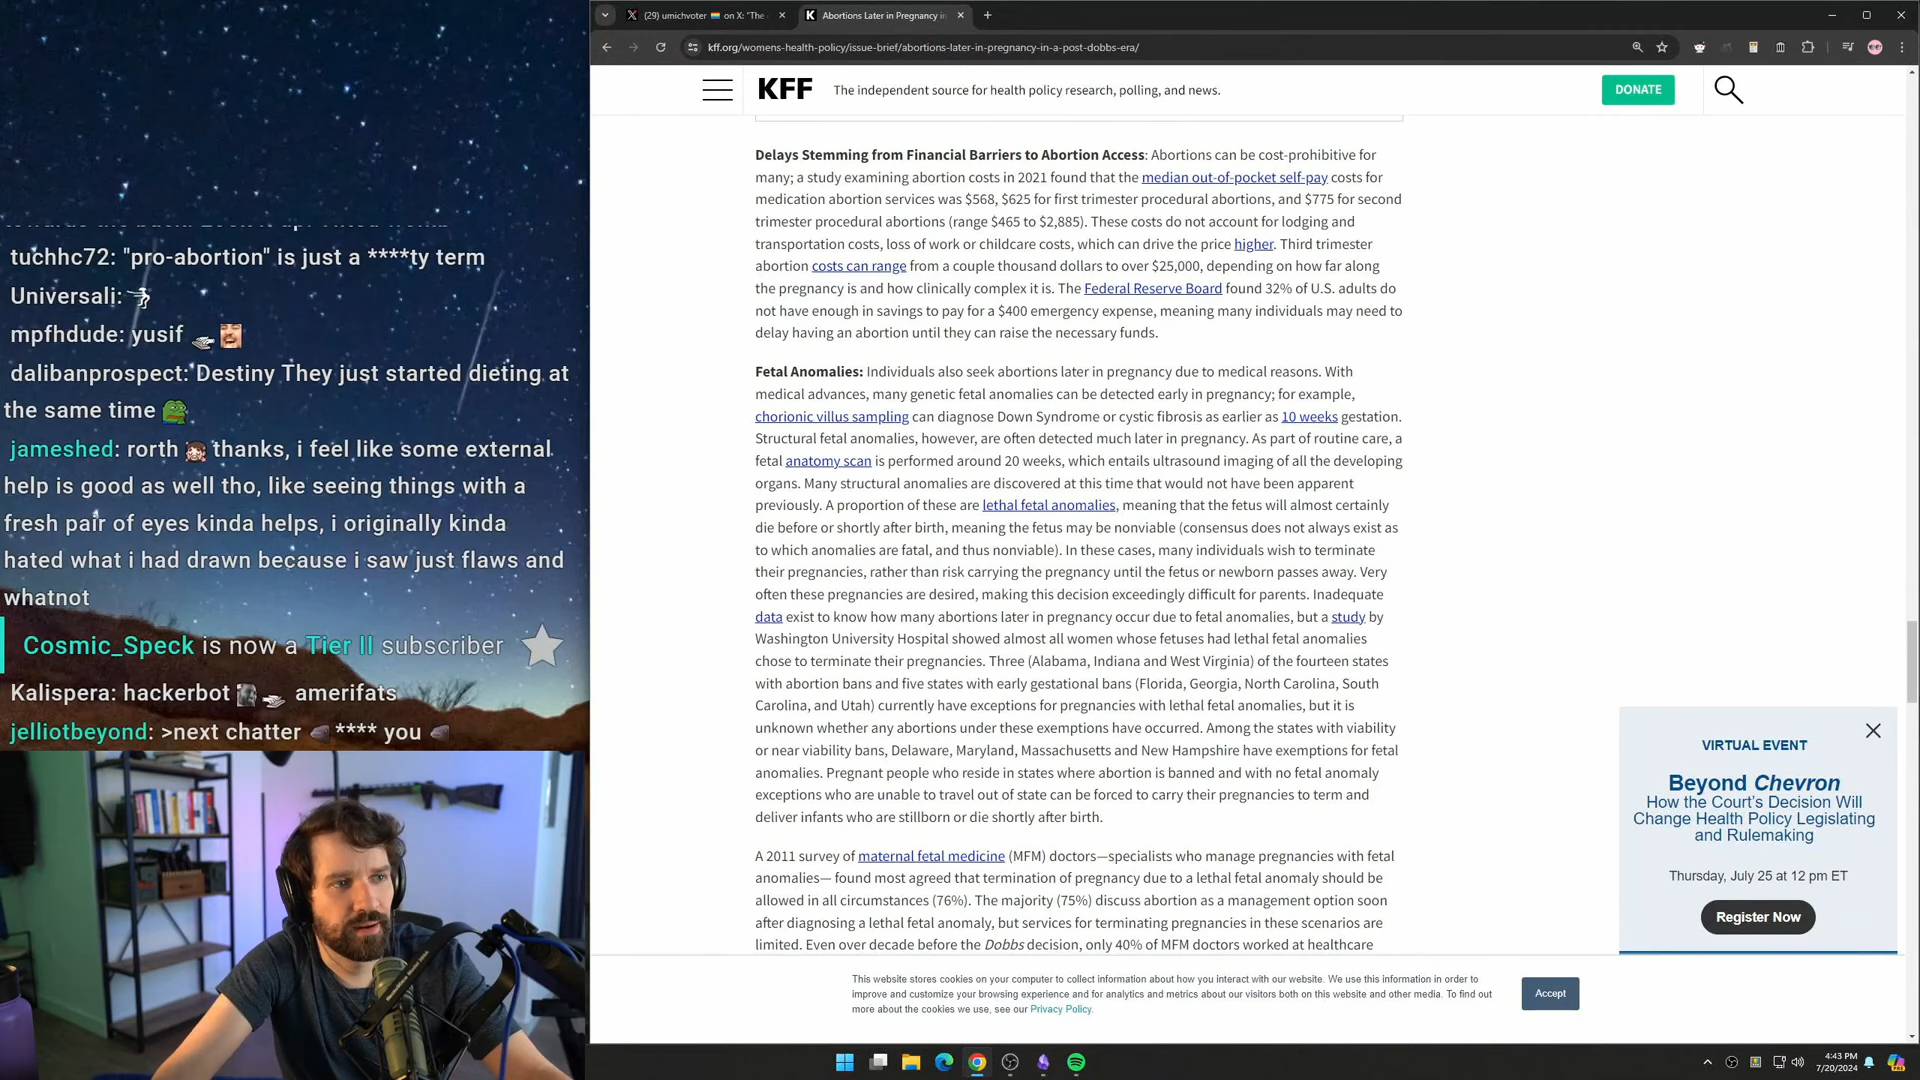 (29) umichvoter 🏳️‍🌈 on X: "The
Abortions Later in Pregnancy in
kff.org/womens-health-policy/issue-brief/abortions-later-in-pregnancy-in-a-post-dobbs-era/
KFF
The independent source for health policy research, polling, and news.
DONATE
tuchhc72: "pro-abortion" is just a ****ty term
Universali:
mpfhdude: yusif
dalibanprospect: Destiny They just started dieting at
the same time
jameshed: rorth thanks, i feel like some external
help is good as well tho, like seeing things with a
fresh pair of eyes kinda helps, i originally kinda
hated what i had drawn because i saw just flaws and
whatnot
Cosmic_Speck is now a Tier II subscriber
Kalispera: hackerbot amerifats
jelliotbeyond: >next chatter **** you
Delays Stemming from Financial Barriers to Abortion Access: Abortions can be cost-prohibitive for
many; a study examining abortion costs in 2021 found that the median out-of-pocket self-pay costs for
medication abortion services was $568, $625 for first trimester procedural abortions, and $775 for second
trimester procedural abortions (range $465 to $2,885). These costs do not account for lodging and
transportation costs, loss of work or childcare costs, which can drive the price higher. Third trimester
abortion costs can range from a couple thousand dollars to over $25,000, depending on how far along
the pregnancy is and how clinically complex it is. The Federal Reserve Board found 32% of U.S. adults do
not have enough in savings to pay for a $400 emergency expense, meaning many individuals may need to
delay having an abortion until they can raise the necessary funds.
Fetal Anomalies: Individuals also seek abortions later in pregnancy due to medical reasons. With
medical advances, many genetic fetal anomalies can be detected early in pregnancy; for example,
chorionic villus sampling can diagnose Down Syndrome or cystic fibrosis as earlier as 10 weeks gestation.
Structural fetal anomalies, however, are often detected much later in pregnancy. As part of routine care, a
fetal anatomy scan is performed around 20 weeks, which entails ultrasound imaging of all the developing
organs. Many structural anomalies are discovered at this time that would not have been apparent
previously. A proportion of these are lethal fetal anomalies, meaning that the fetus will almost certainly
die before or shortly after birth, meaning the fetus may be nonviable (consensus does not always exist as
to which anomalies are fatal, and thus nonviable). In these cases, many individuals wish to terminate
their pregnancies, rather than risk carrying the pregnancy until the fetus or newborn passes away. Very
often these pregnancies are desired, making this decision exceedingly difficult for parents. Inadequate
data exist to know how many abortions later in pregnancy occur due to fetal anomalies, but a study by
Washington University Hospital showed almost all women whose fetuses had lethal fetal anomalies
chose to terminate their pregnancies. Three (Alabama, Indiana and West Virginia) of the fourteen states
with abortion bans and five states with early gestational bans (Florida, Georgia, North Carolina, South
Carolina, and Utah) currently have exceptions for pregnancies with lethal fetal anomalies, but it is
unknown whether any abortions under these exemptions have occurred. Among the states with viability
or near viability bans, Delaware, Maryland, Massachusetts and New Hampshire have exemptions for fetal
anomalies. Pregnant people who reside in states where abortion is banned and with no fetal anomaly
exceptions who are unable to travel out of state can be forced to carry their pregnancies to term and
deliver infants who are stillborn or die shortly after birth.
A 2011 survey of maternal fetal medicine (MFM) doctors—specialists who manage pregnancies with fetal
anomalies— found most agreed that termination of pregnancy due to a lethal fetal anomaly should be
allowed in all circumstances (76%). The majority (75%) discuss abortion as a management option soon
after diagnosing a lethal fetal anomaly, but services for terminating pregnancies in these scenarios are
limited. Even over decade before the Dobbs decision, only 40% of MFM doctors worked at healthcare
VIRTUAL EVENT
Beyond Chevron
How the Court's Decision Will
Change Health Policy Legislating
and Rulemaking
Thursday, July 25 at 12 pm ET
Register Now
This website stores cookies on your computer to collect information about how you interact with our website. We use this information in order to
improve and customize your browsing experience and for analytics and metrics about our visitors both on this website and other media. To find out
more about the cookies we use, see our Privacy Policy.
Accept
4:43 PM
7/20/2024